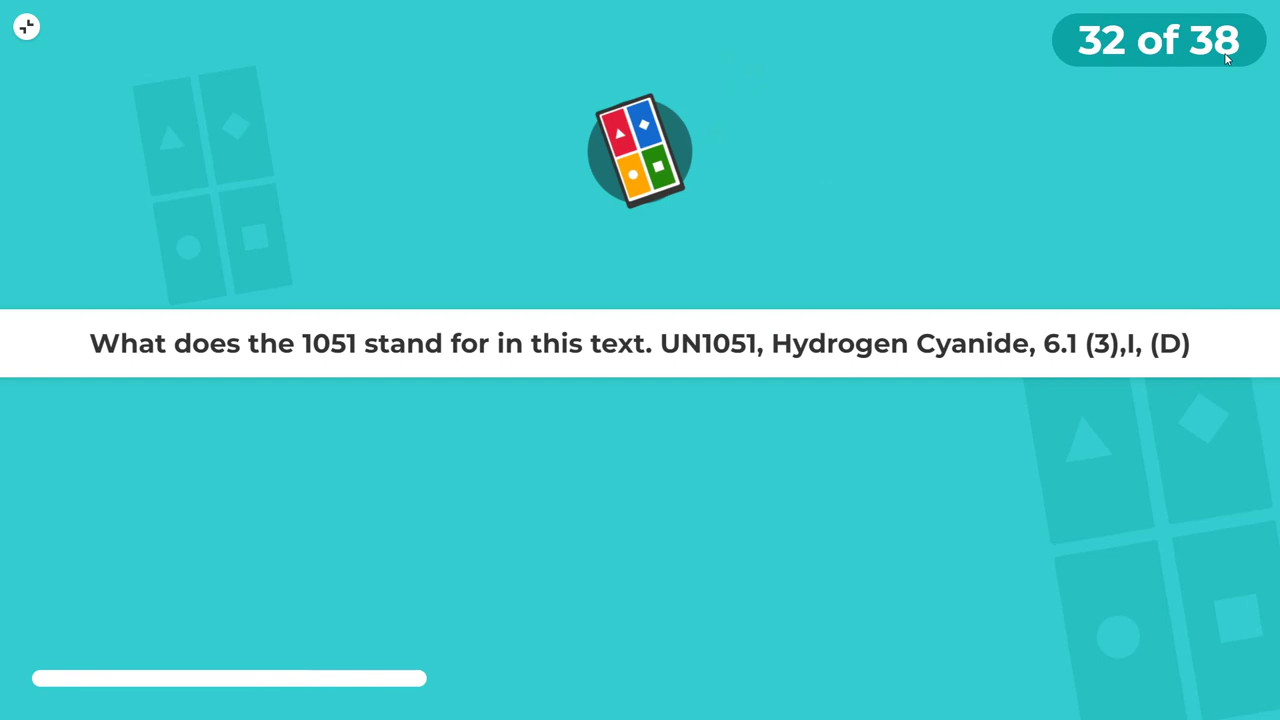 32 of 38
What does the 1051 stand for in this text. UN1051, Hydrogen Cyanide, 6.1 (3),I, (D)